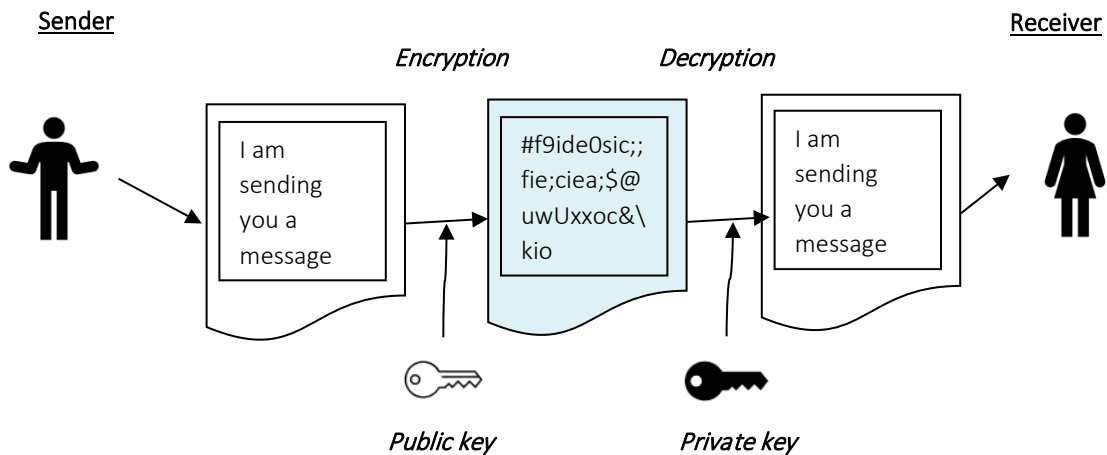 Sender
Receiver
Encryption
Decryption
I am
sending
you a
message
#f9ide0sic;;
fie;ciea;$@
uwUxxoc&\
kio
I am
sending
you a
message
Public key
Private key